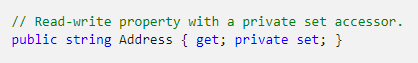 // Read-write property with a private set accessor.
public string Address { get; private set; }